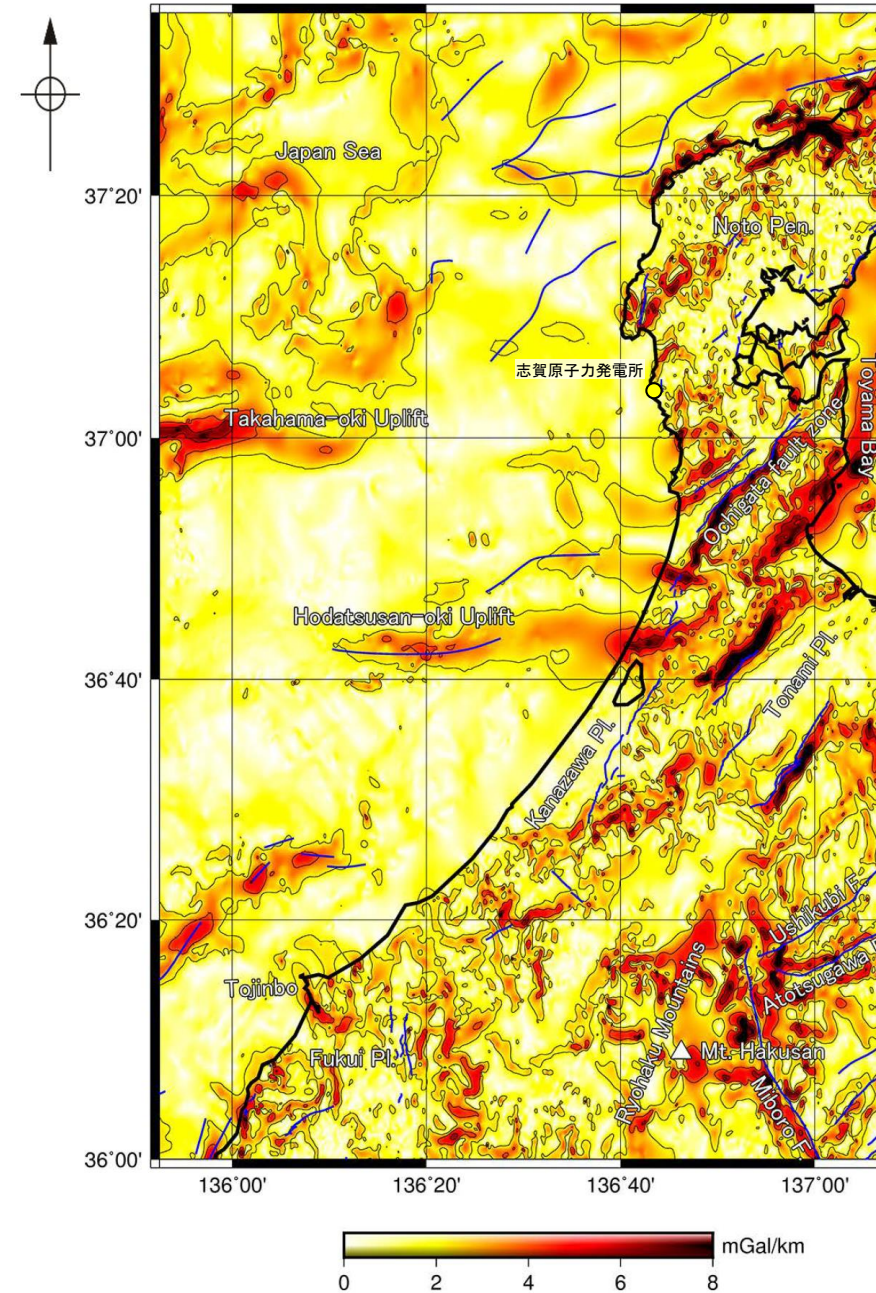 Japan Sea
37˚20'
Noto Pen.
志賀原子力発電所
Toyama Bay
Takahama-oki Uplift
37˚00'
Ochigata fault zone
Hodatsusan-oki Uplift
36˚40'
Tonami Pl.
Kanazawa Pl.
36˚20'
Ushikubi F.
Atotsugawa F
Tojinbo
Ryohaku Mountains
Fukui Pl.
Mt. Hakusan
Miboro F.
36˚00'
136˚00'
136˚20'
136˚40'
137˚00'
mGal/km
0
2
4
6
8